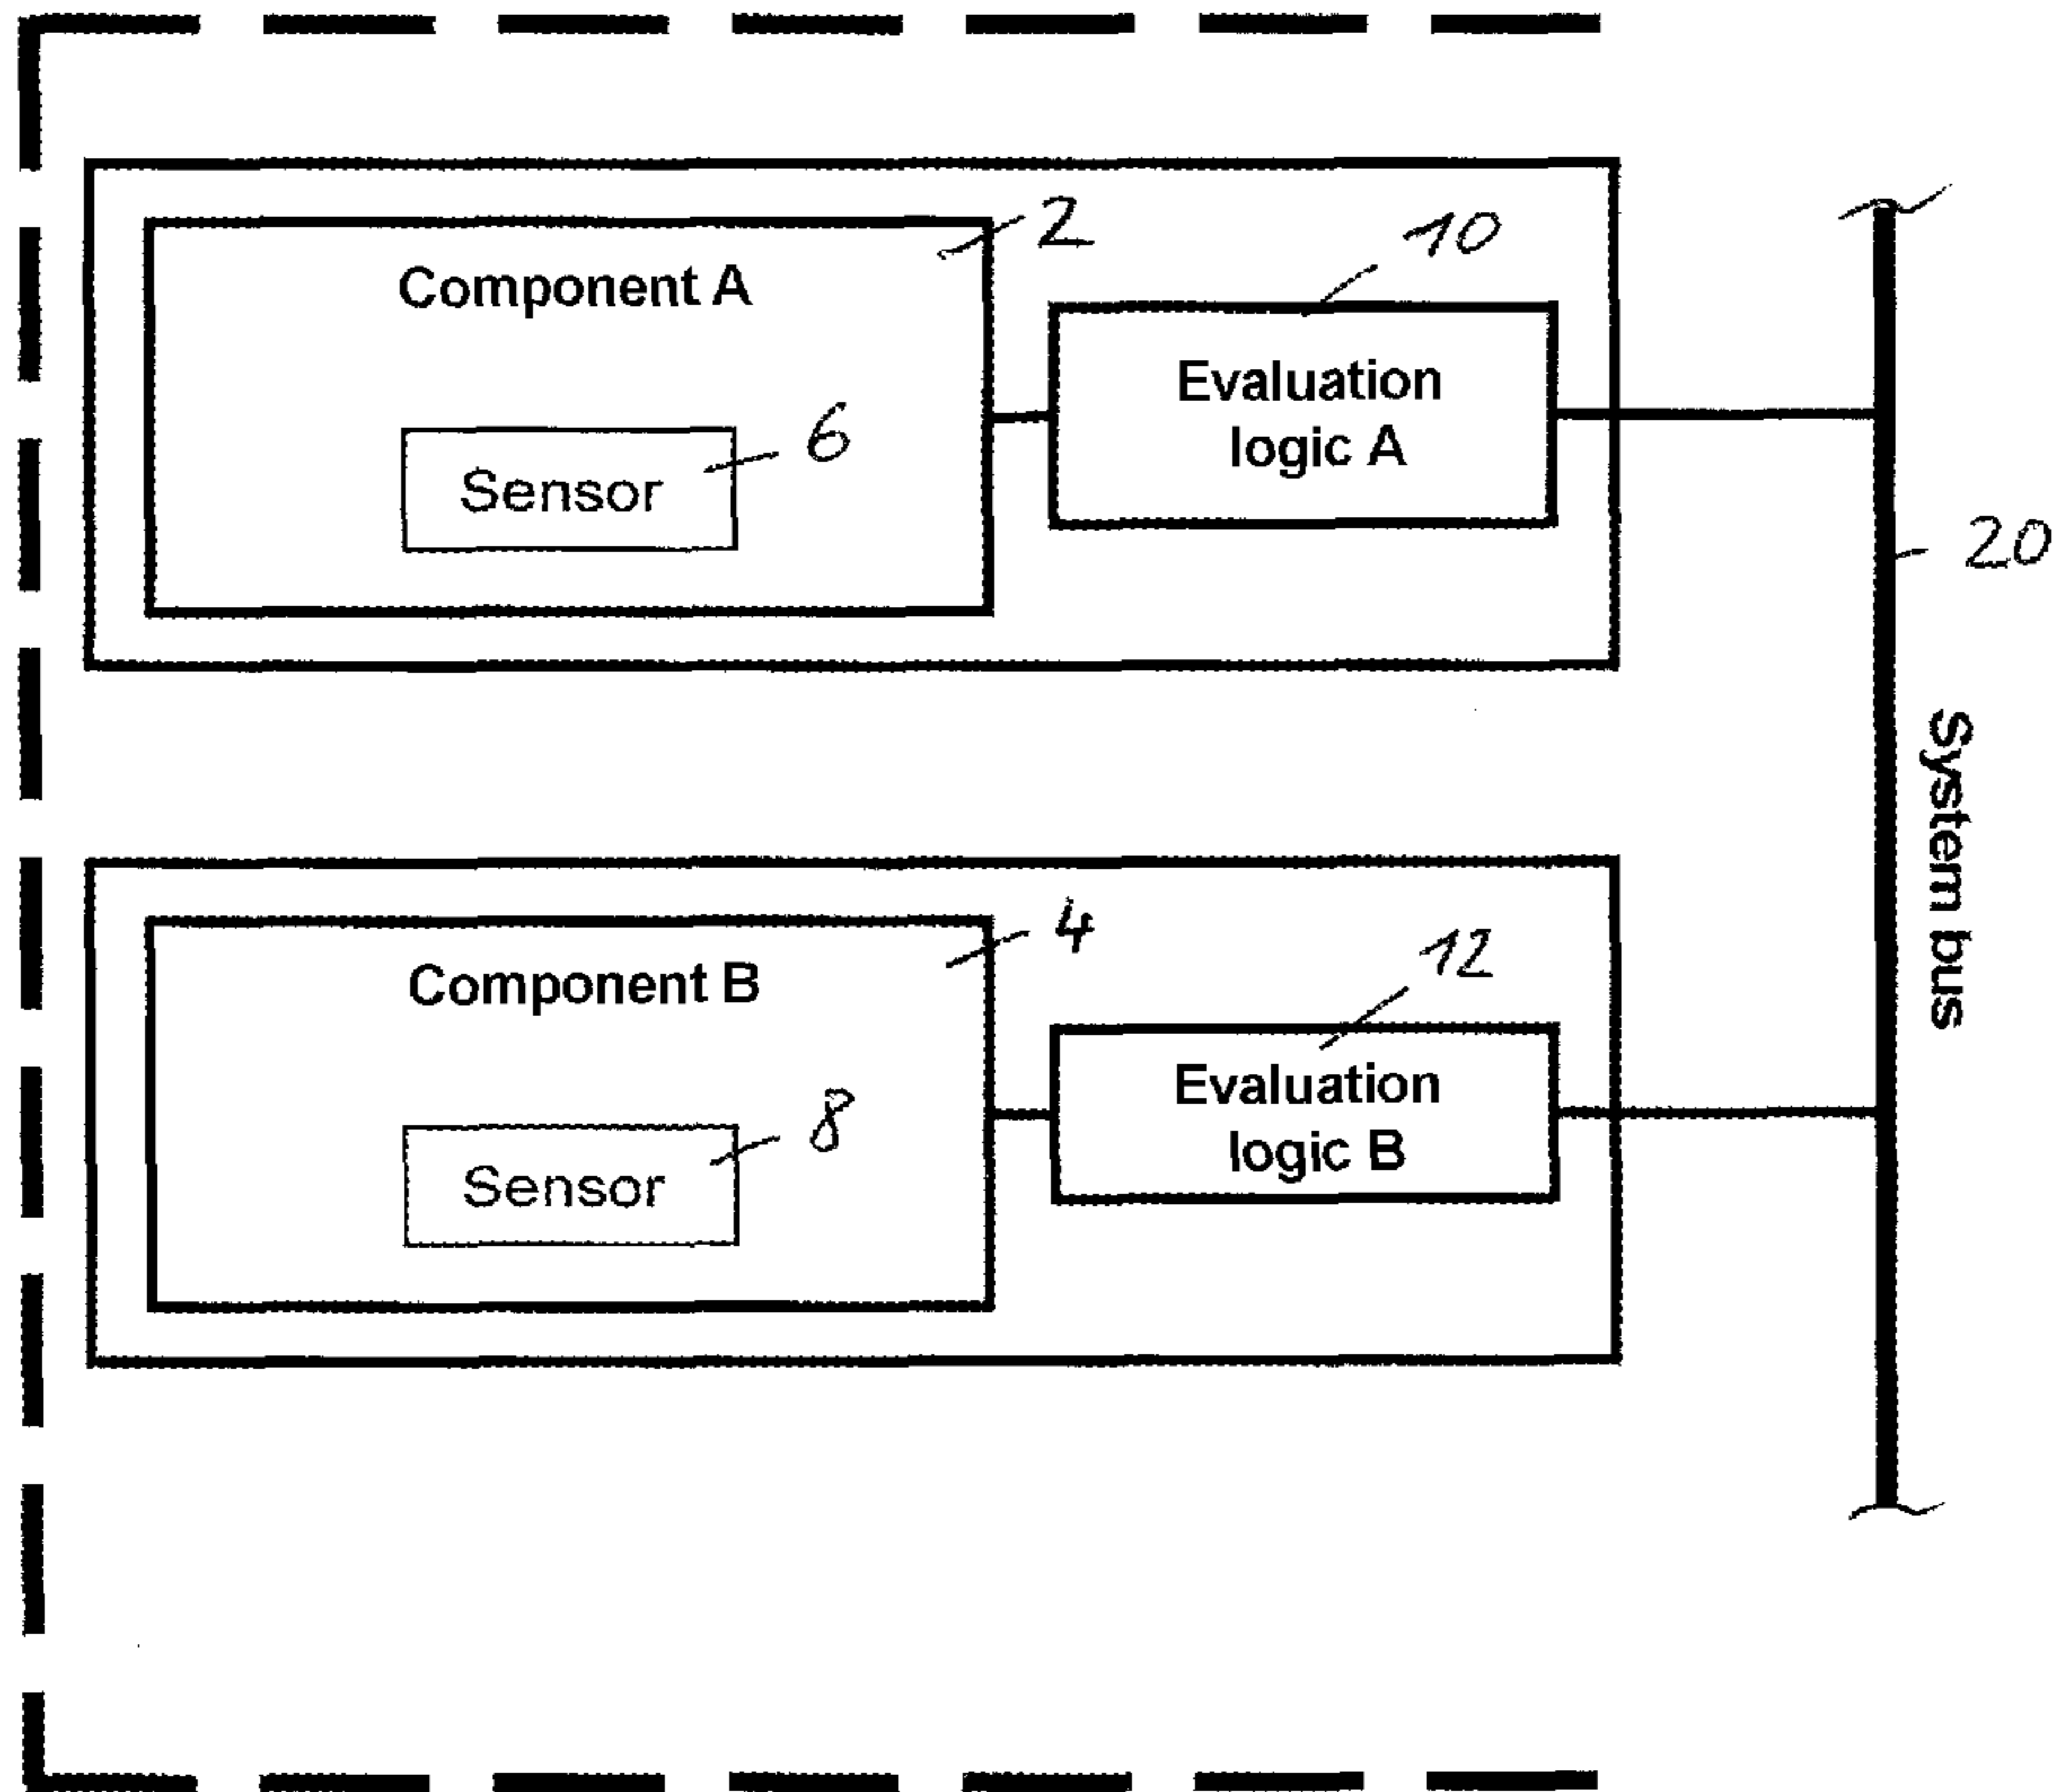 2
Component A
10
Evaluation
logic A
6
Sensor
20
System bus
4
Component B
12
Evaluation
logic B
8
Sensor